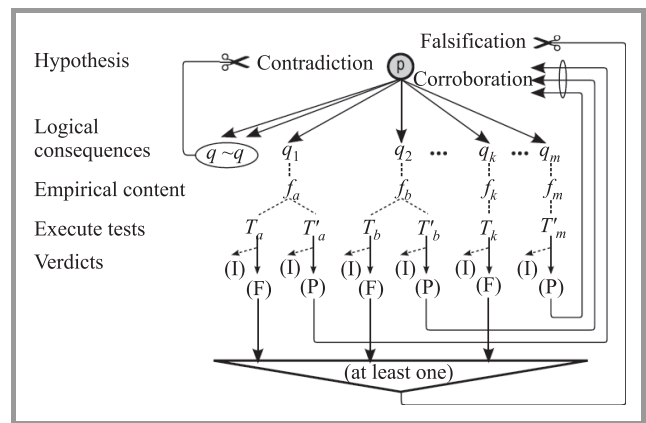 Falsification
Hypothesis
Contradiction
p
Corroboration
Logical
consequences
q ~q
q1
q2
...
qk
...
qm
Empirical content
fa
fb
fk
fm
Execute tests
Ta
T'a
Tb
T'b
Tk
T'm
Verdicts
(I)
(I)
(I)
(I)
(I)
(I)
(F)
(P)
(F)
(P)
(F)
(P)
(at least one)